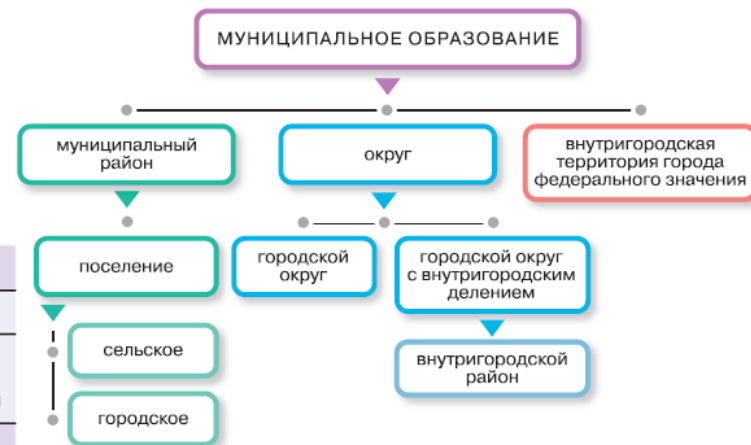 МУНИЦИПАЛЬНОЕ ОБРАЗОВАНИЕ
муниципальный
район
округ
внутригородская
территория города
федерального значения
поселение
городской
округ
городской округ
с внутригородским
делением
сельское
внутригородской
район
городское